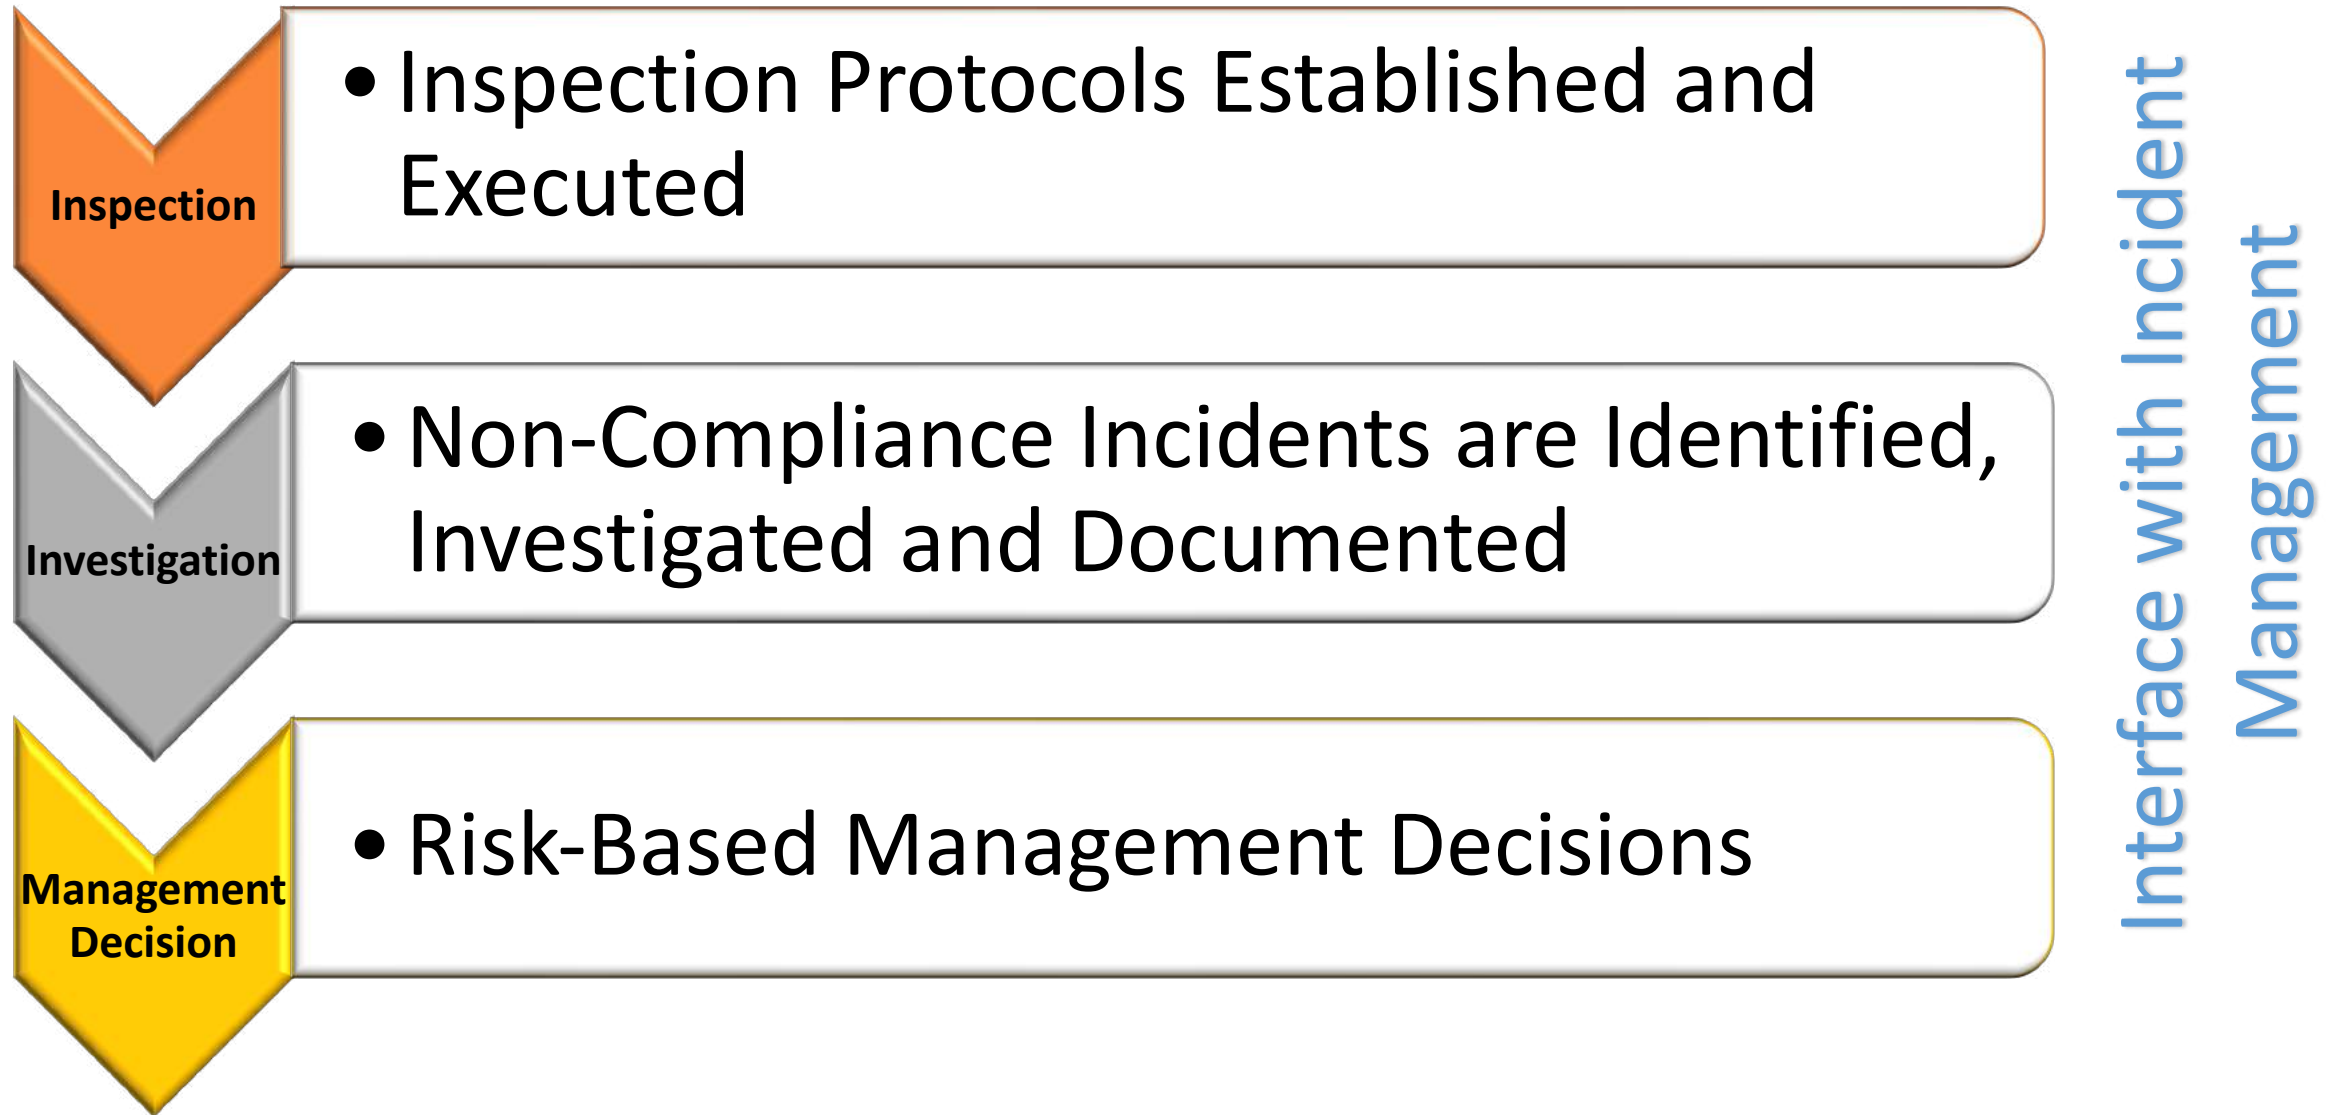 Inspection
• Inspection Protocols Established and
Executed
Investigation
• Non-Compliance Incidents are Identified,
Investigated and Documented
Management
Decision
• Risk-Based Management Decisions
Interface with Incident
Management